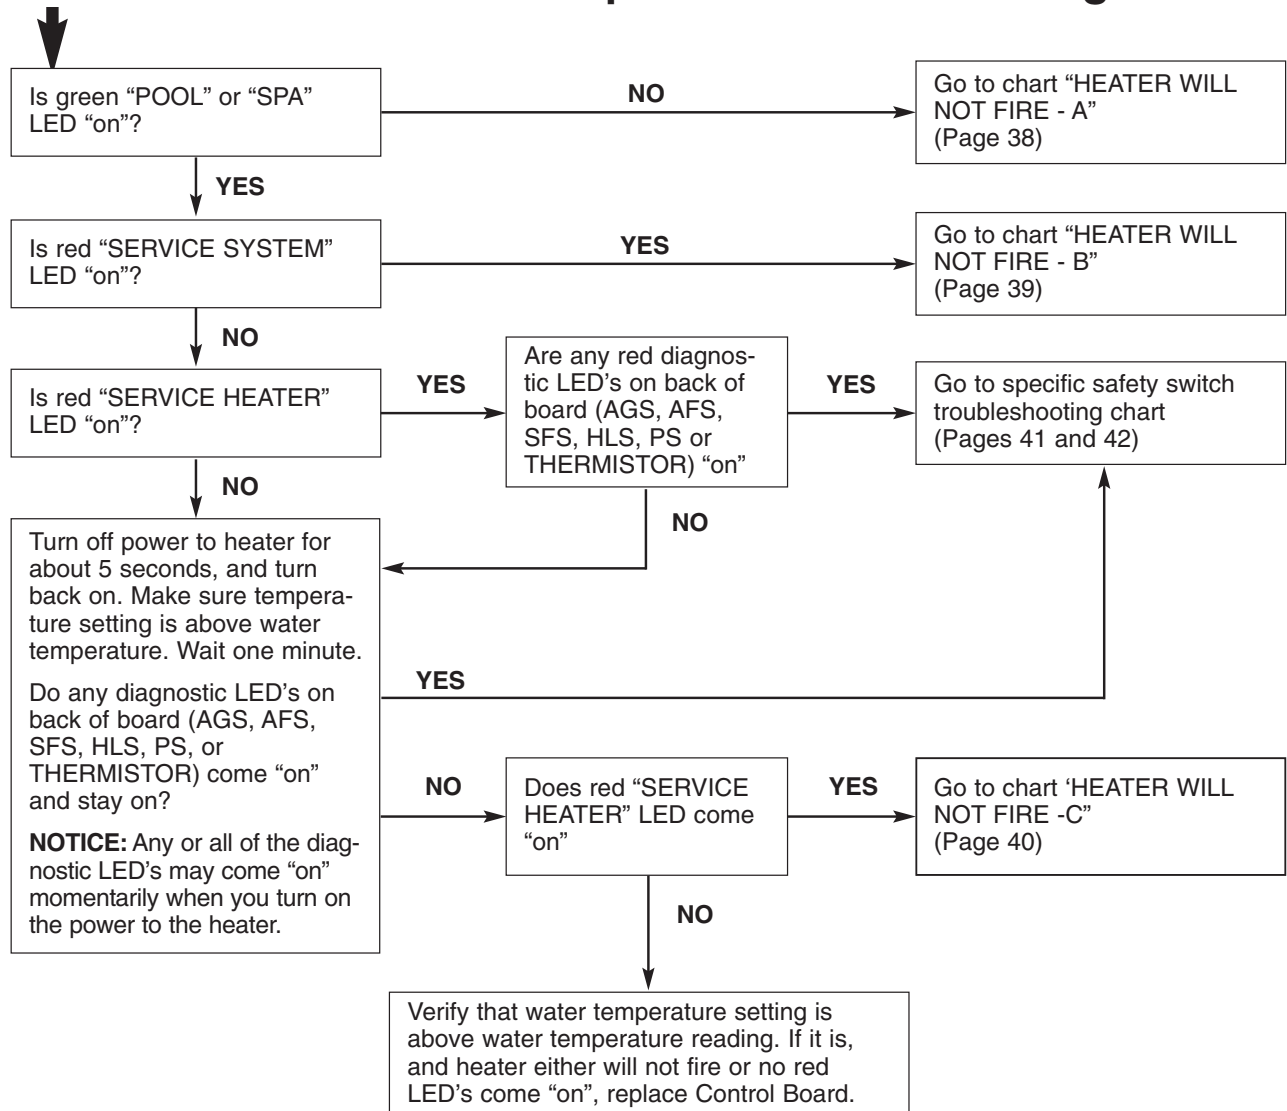 Is green “POOL” or “SPA”
LED “on”?
NO
Go to chart “HEATER WILL
NOT FIRE - A”
(Page 38)
YES
Is red “SERVICE SYSTEM”
LED “on”?
YES
Go to chart “HEATER WILL
NOT FIRE - B”
(Page 39)
NO
Is red “SERVICE HEATER”
LED “on”?
YES
Are any red diagnos-
tic LED’s on back of
board (AGS, AFS,
SFS, HLS, PS or
THERMISTOR) “on”
YES
Go to specific safety switch
troubleshooting chart
(Pages 41 and 42)
NO
NO
Turn off power to heater for
about 5 seconds, and turn
back on. Make sure tempera-
ture setting is above water
temperature. Wait one minute.
Do any diagnostic LED’s on
back of board (AGS, AFS,
SFS, HLS, PS, or
THERMISTOR) come “on”
and stay on?
NOTICE: Any or all of the diag-
nostic LED’s may come “on”
momentarily when you turn on
the power to the heater.
YES
NO
Does red “SERVICE
HEATER” LED come
“on”
YES
Go to chart ‘HEATER WILL
NOT FIRE -C”
(Page 40)
NO
Verify that water temperature setting is
above water temperature reading. If it is,
and heater either will not fire or no red
LED’s come “on”, replace Control Board.